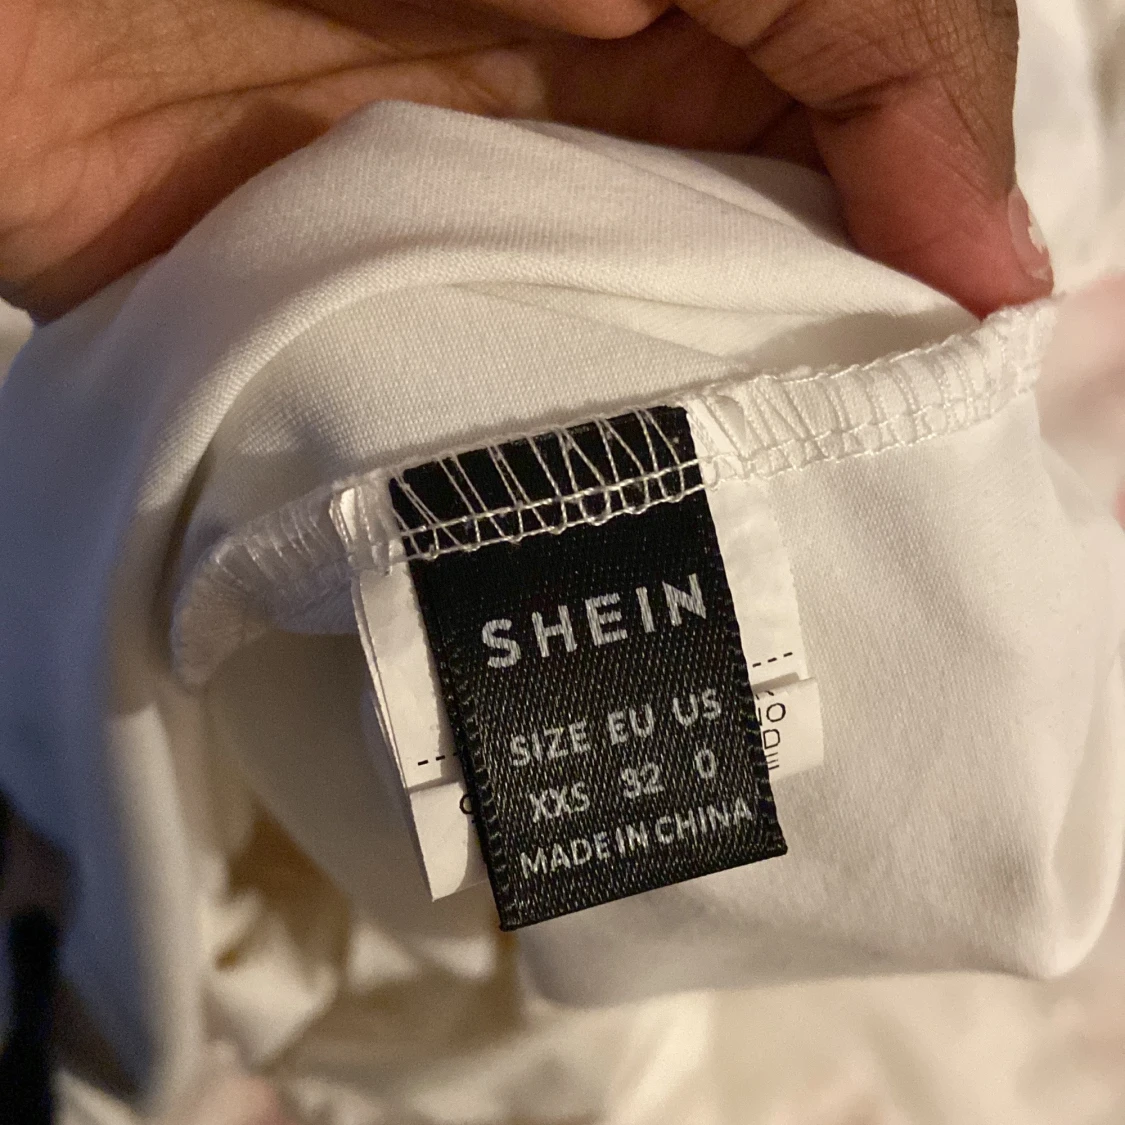 SHEIN
SIZE EU US
XXS 32 0
MADE IN CHINA